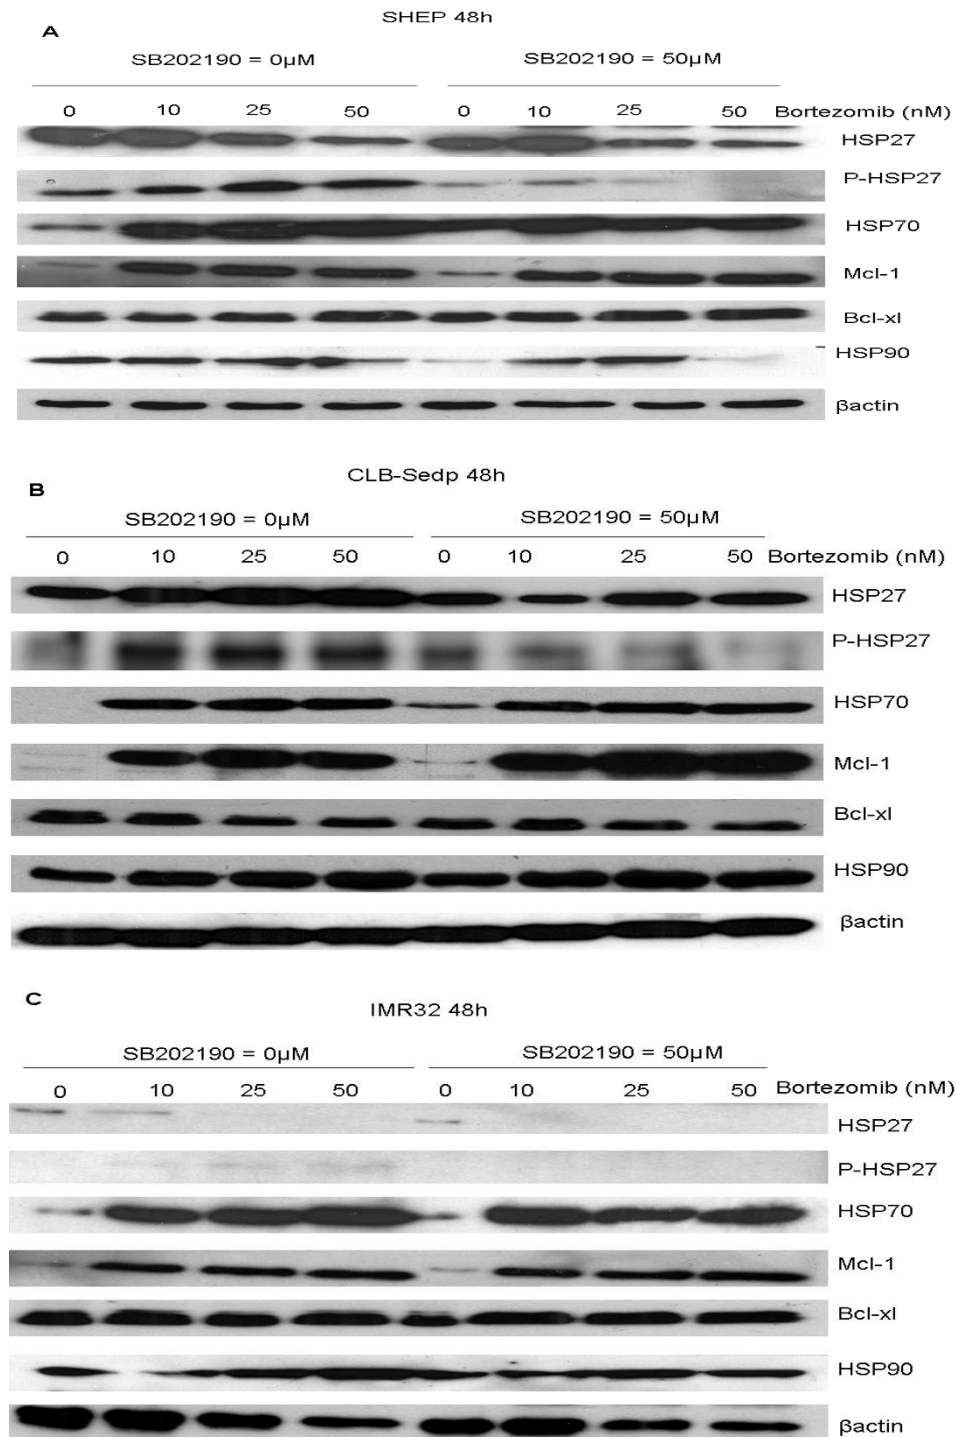 SHEP 48h
A
SB202190 = 0µM
SB202190 = 50µM
0 10 25 50 0 10 25 50 Bortezomib (nM)
HSP27
P-HSP27
HSP70
Mcl-1
Bcl-xl
HSP90
βactin
CLB-Sedp 48h
B
SB202190 = 0µM
SB202190 = 50µM
0 10 25 50 0 10 25 50 Bortezomib (nM)
HSP27
P-HSP27
HSP70
Mcl-1
Bcl-xl
HSP90
βactin
C
IMR32 48h
SB202190 = 0µM
SB202190 = 50µM
0 10 25 50 0 10 25 50 Bortezomib (nM)
HSP27
P-HSP27
HSP70
Mcl-1
Bcl-xl
HSP90
βactin